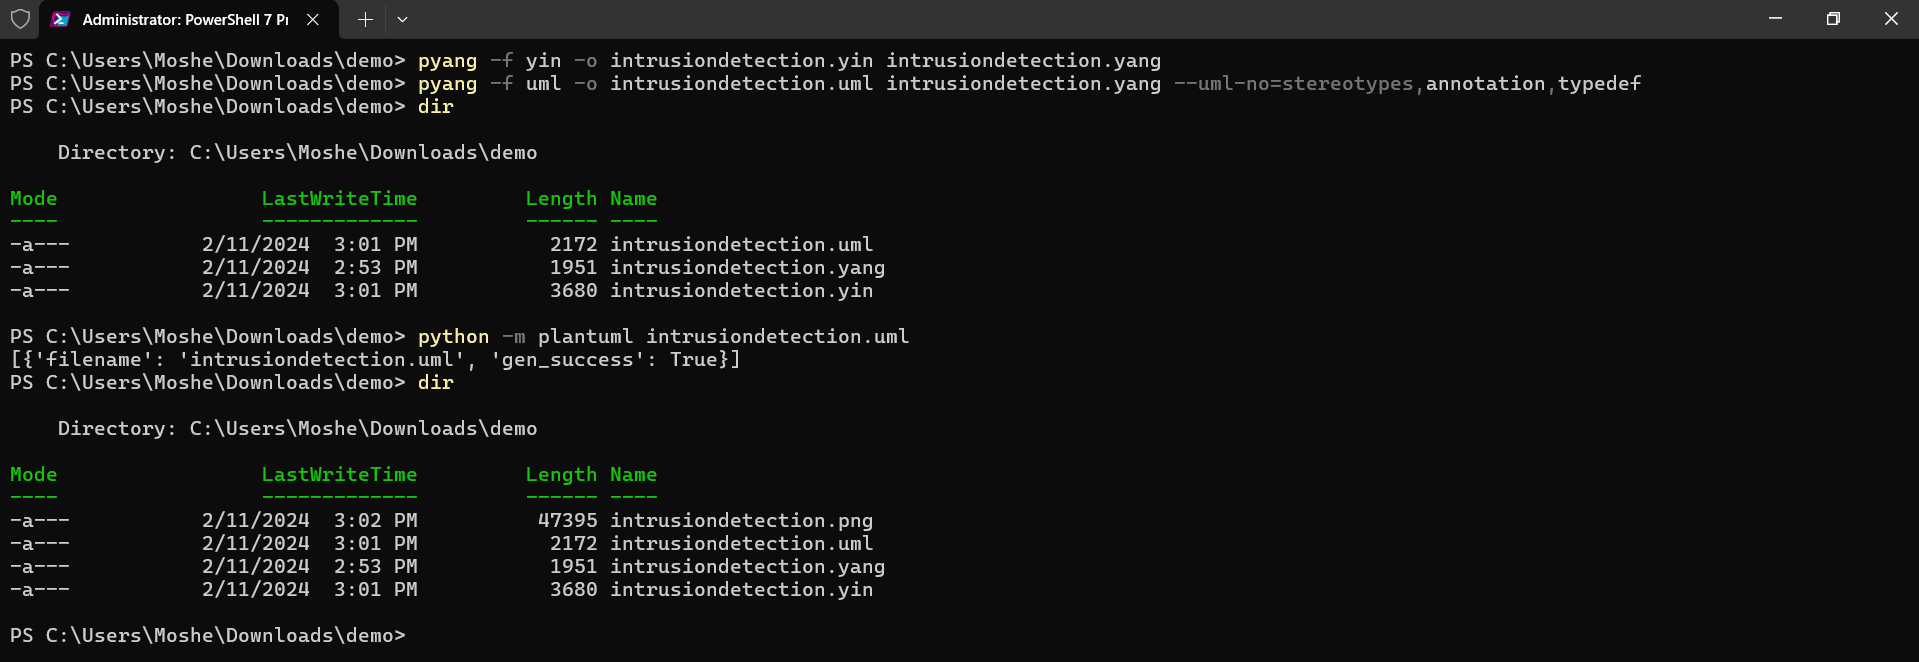 Administrator: PowerShell 7 Pr
PS C:\Users\Moshe\Downloads\demo> pyang -f yin -o intrusiondetection.yin intrusiondetection.yang
PS C:\Users\Moshe\Downloads\demo> pyang -f uml -o intrusiondetection.uml intrusiondetection.yang --uml-no=stereotypes,annotation,typedef
PS C:\Users\Moshe\Downloads\demo> dir
Directory: C:\Users\Moshe\Downloads\demo
Mode LastWriteTime Length Name
---- ------------- ------ ----
-a--- 2/11/2024 3:01 PM 2172 intrusiondetection.uml
-a--- 2/11/2024 2:53 PM 1951 intrusiondetection.yang
-a--- 2/11/2024 3:01 PM 3680 intrusiondetection.yin
PS C:\Users\Moshe\Downloads\demo> python -m plantuml intrusiondetection.uml
[{'filename': 'intrusiondetection.uml', 'gen_success': True}]
PS C:\Users\Moshe\Downloads\demo> dir
Directory: C:\Users\Moshe\Downloads\demo
Mode LastWriteTime Length Name
---- ------------- ------ ----
-a--- 2/11/2024 3:02 PM 47395 intrusiondetection.png
-a--- 2/11/2024 3:01 PM 2172 intrusiondetection.uml
-a--- 2/11/2024 2:53 PM 1951 intrusiondetection.yang
-a--- 2/11/2024 3:01 PM 3680 intrusiondetection.yin
PS C:\Users\Moshe\Downloads\demo>